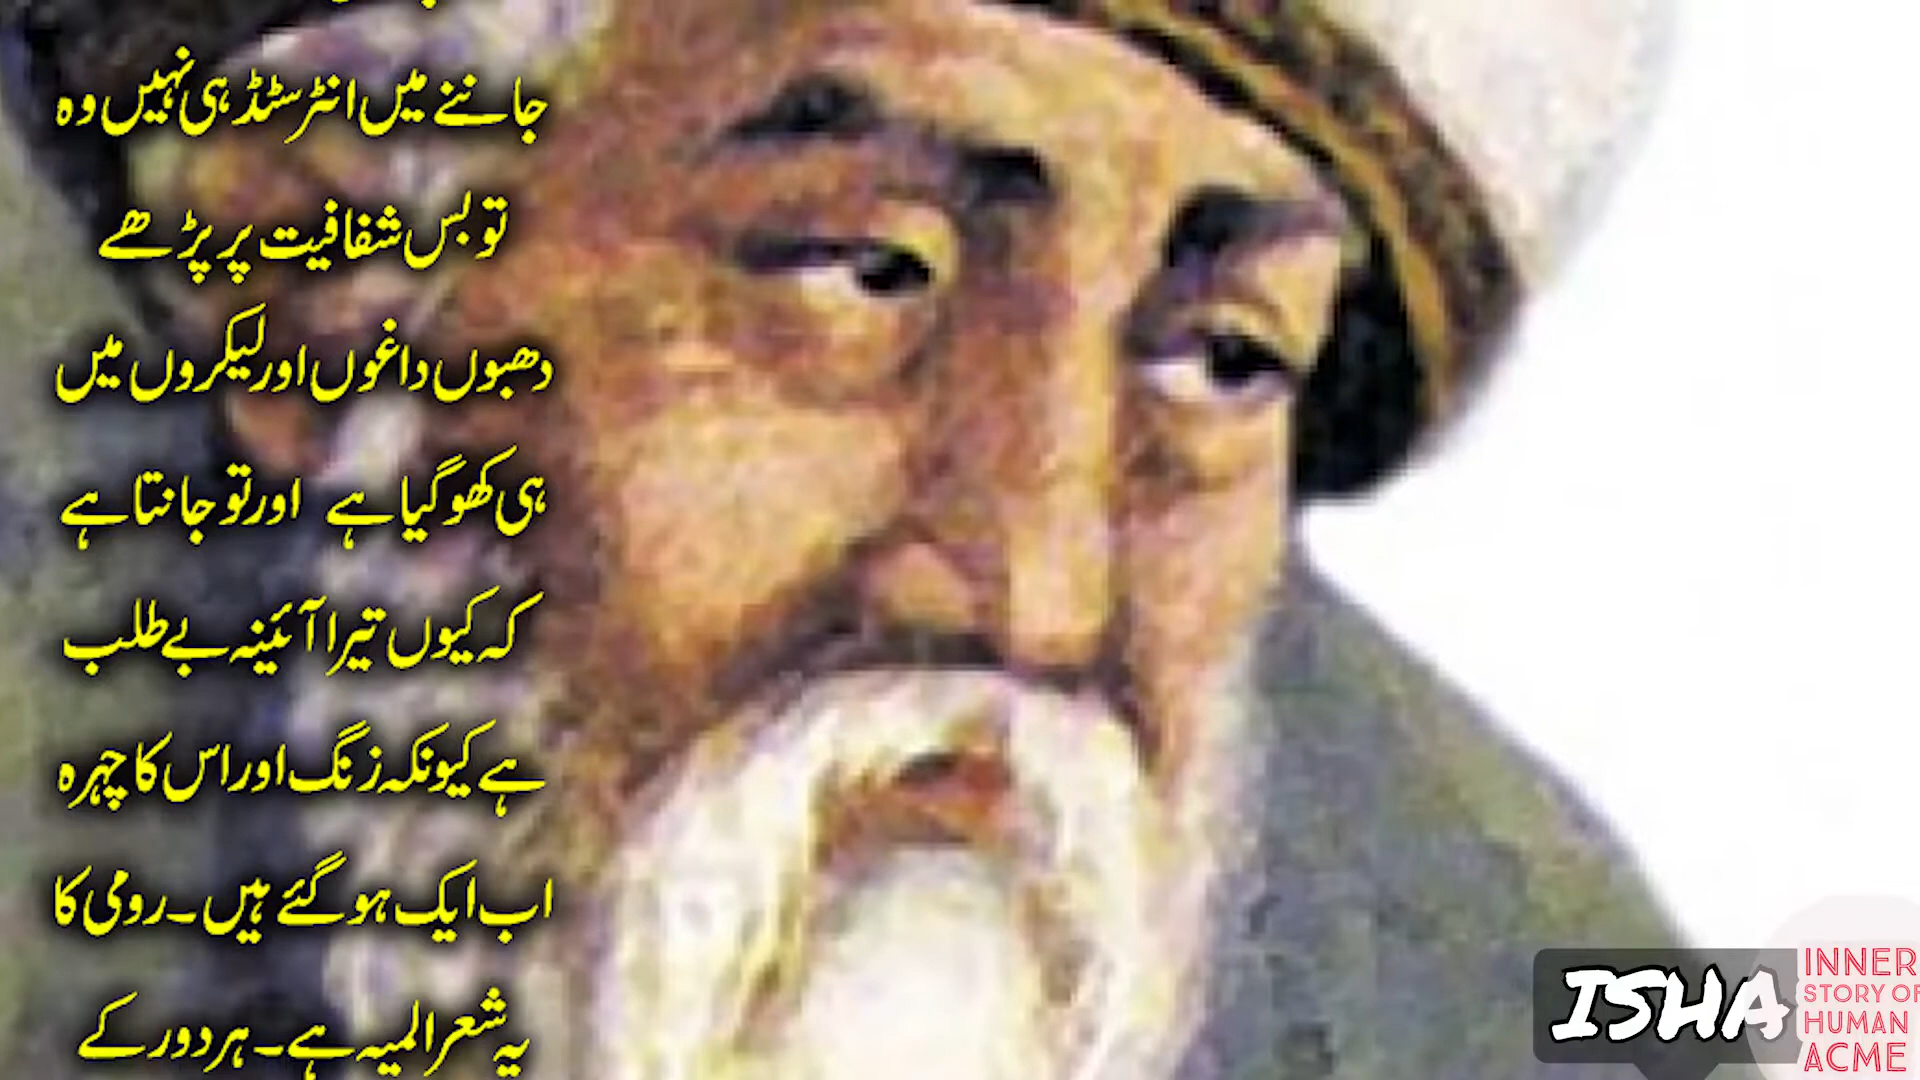 جاننے میں انٹرسٹڈ ہی نہیں وہ
تو بس شفافیت پر پڑھے
دھبوں داغوں اور لیکروں میں
ہی کھو گیا ہے اور تو جانتا ہے
کہ کیوں تیرا آئینہ بے طلب
ہے کیونکہ زنگ اور اس کا چہرہ
اب ایک ہو گئے ہیں۔ رومی کا
یہ شعر المیہ ہے۔ ہر دور کے
ISHA
INNER
STORY OF
HUMAN
ACME